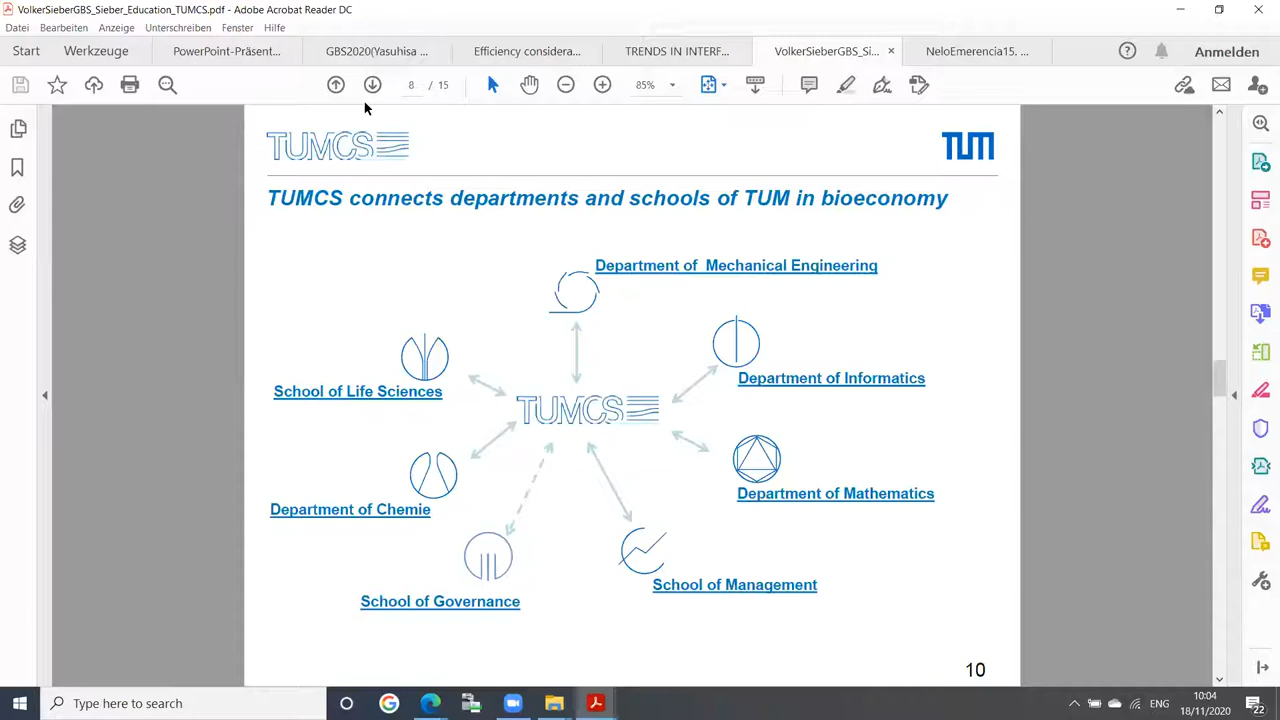 VolkerSieberGBS_Sieber_Education_TUMCS.pdf - Adobe Acrobat Reader DC
Datei Bearbeiten Anzeige Unterschreiben Fenster Hilfe
Start Werkzeuge PowerPoint-Präsent... GBS2020(Yasuhisa ... Efficiency considera... TRENDS IN INTERF... VolkerSieberGBS_Si... × NeloEmerencia15. ... Anmelden
8 / 15 85%
TUMCS TUM
TUMCS connects departments and schools of TUM in bioeconomy
Department of Mechanical Engineering
Department of Informatics
School of Life Sciences
TUMCS
Department of Mathematics
Department of Chemie
School of Management
School of Governance
10
Type here to search
10:04
ENG
18/11/2020
22